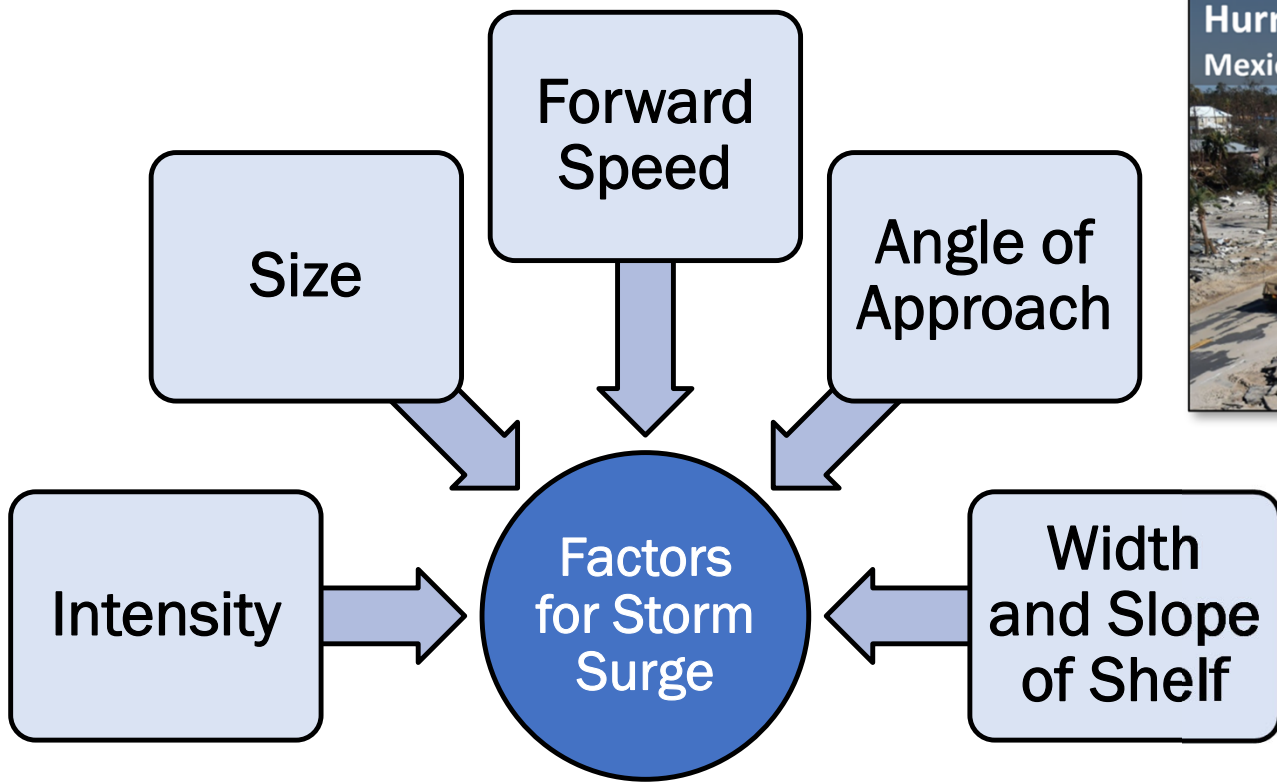 Forward
Speed
Size
Angle of
Approach
Intensity
Factors
for Storm
Surge
Width
and Slope
of Shelf